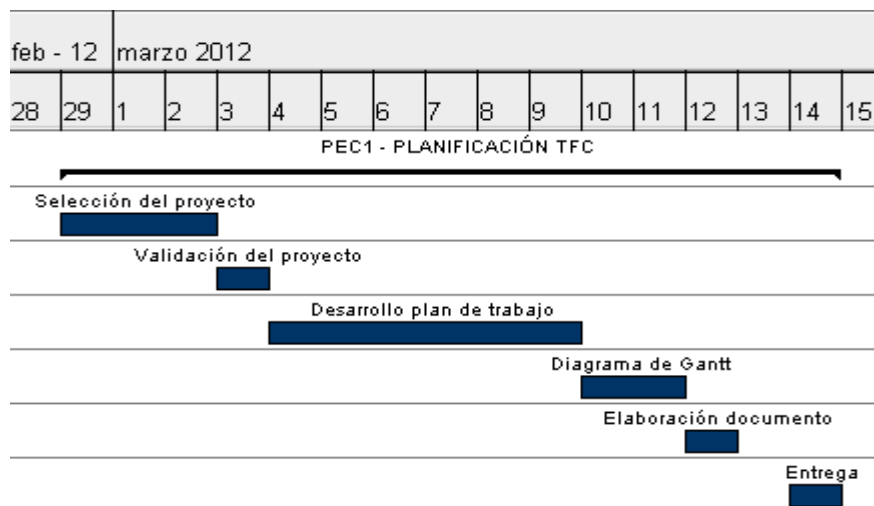 feb - 12 marzo 2012
28 29 1 2 3 4 5 6 7 8 9 10 11 12 13 14 15
PEC1 - PLANIFICACIÓN TFC
Selección del proyecto
Validación del proyecto
Desarrollo plan de trabajo
Diagrama de Gantt
Elaboración documento
Entrega